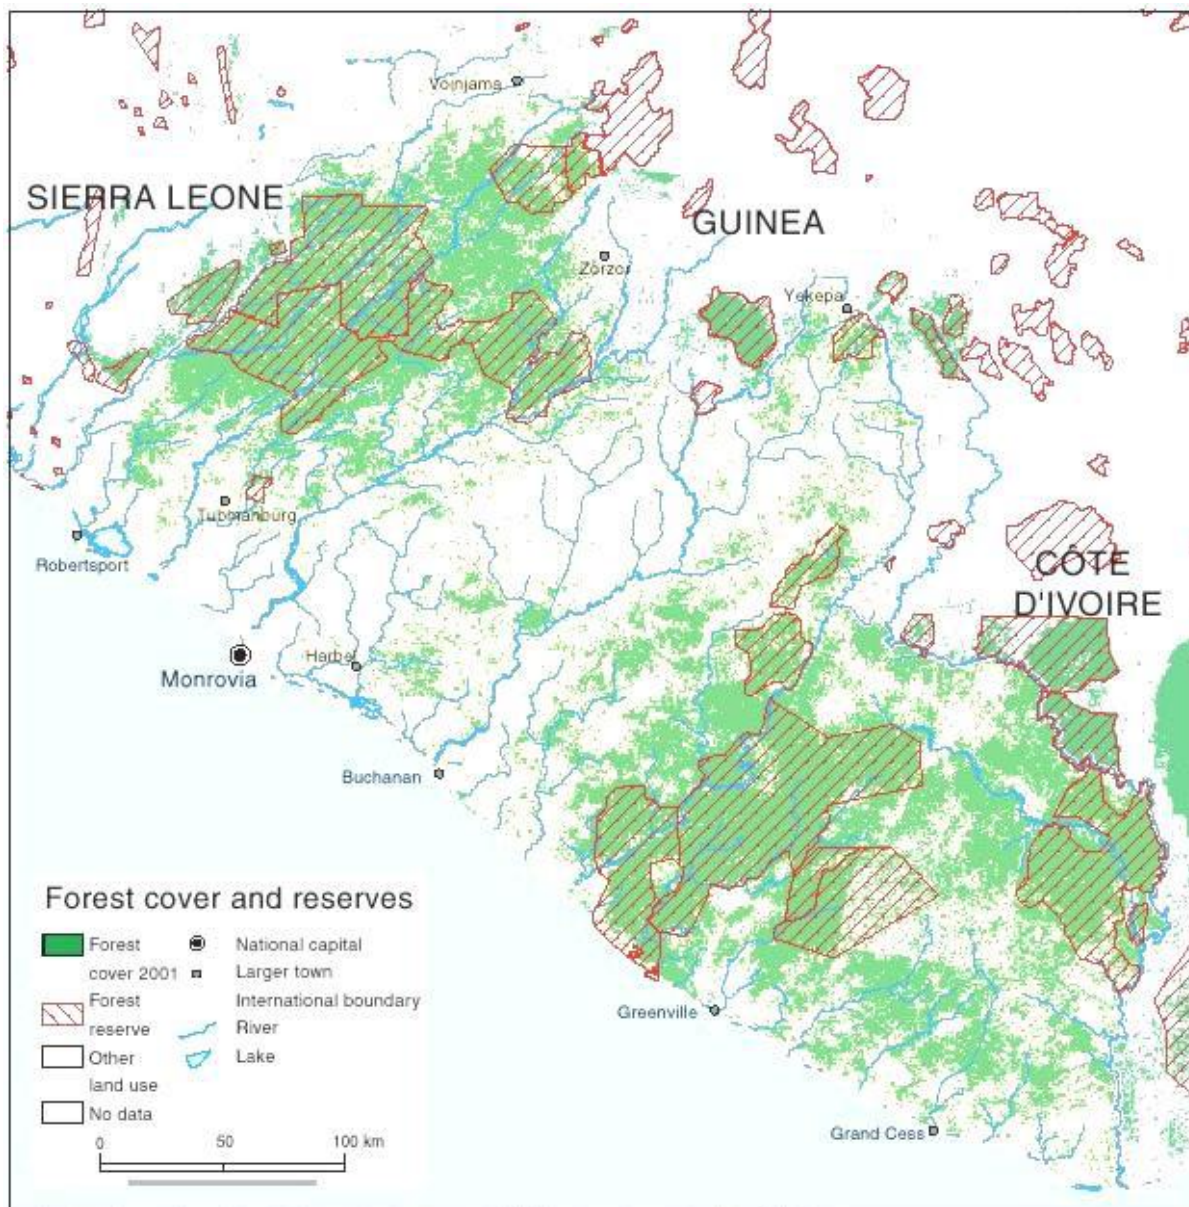 Voinjama
SIERRA LEONE
GUINEA
Zorzor
Yekepa
Tubmanburg
Robertsport
CÔTE
D'IVOIRE
Harbel
Monrovia
Buchanan
Greenville
Grand Cess
Forest cover and reserves
Forest
cover 2001
National capital
Larger town
Forest
reserve
International boundary
River
Other
land use
Lake
No data
0 50 100 km